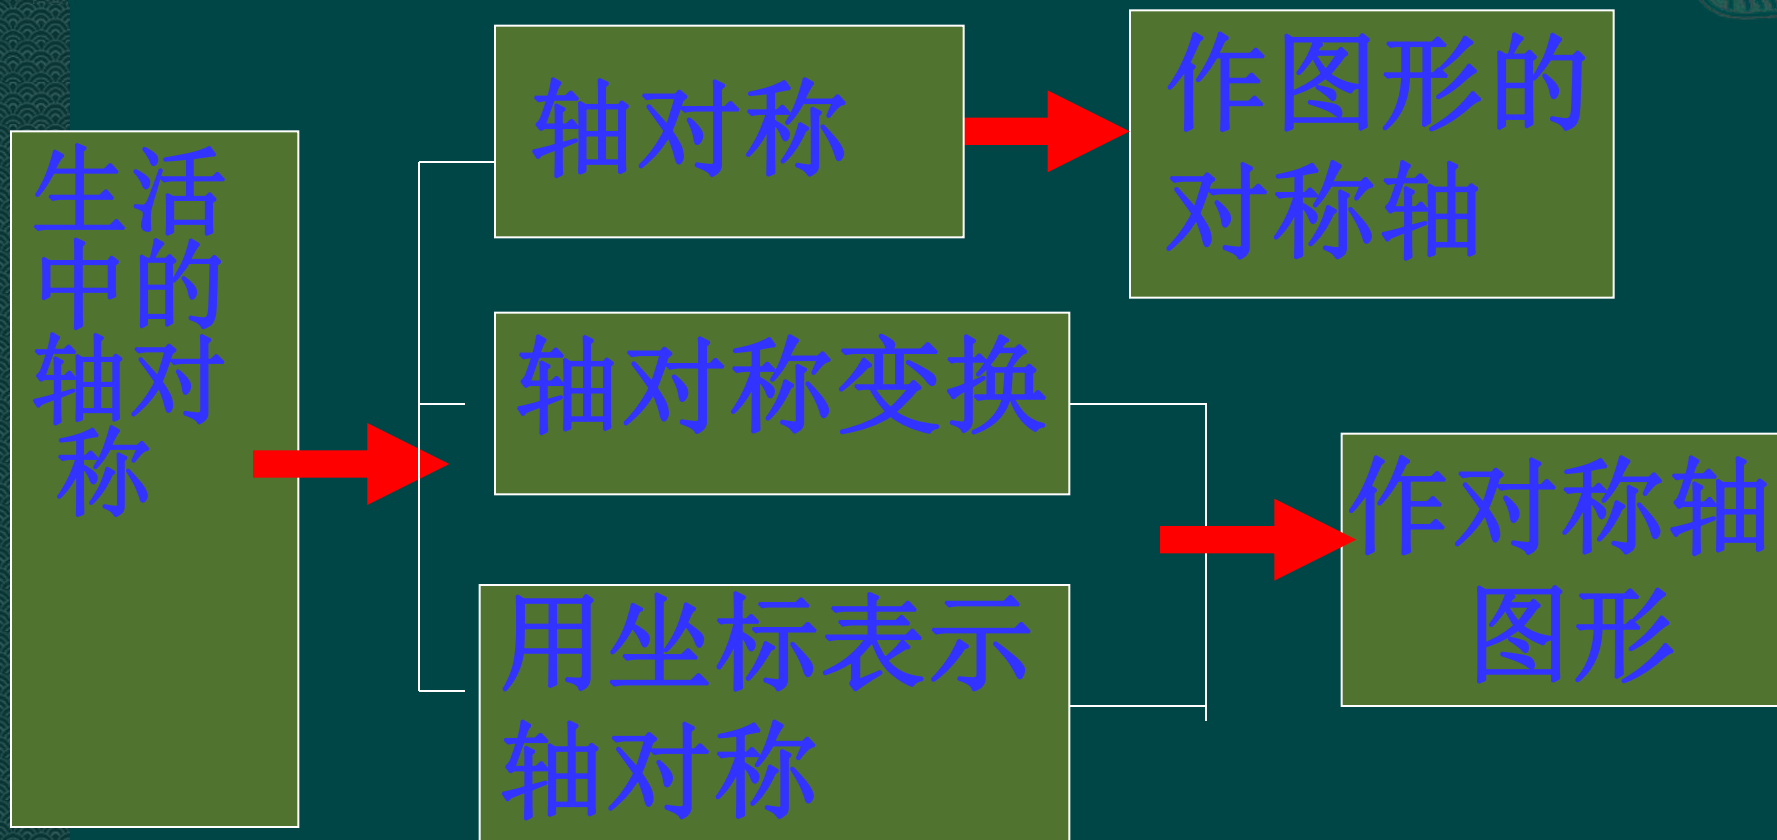 生活
中的
轴对
称
轴对称
作图形的
对称轴
轴对称变换
用坐标表示
轴对称
作对称轴
图形